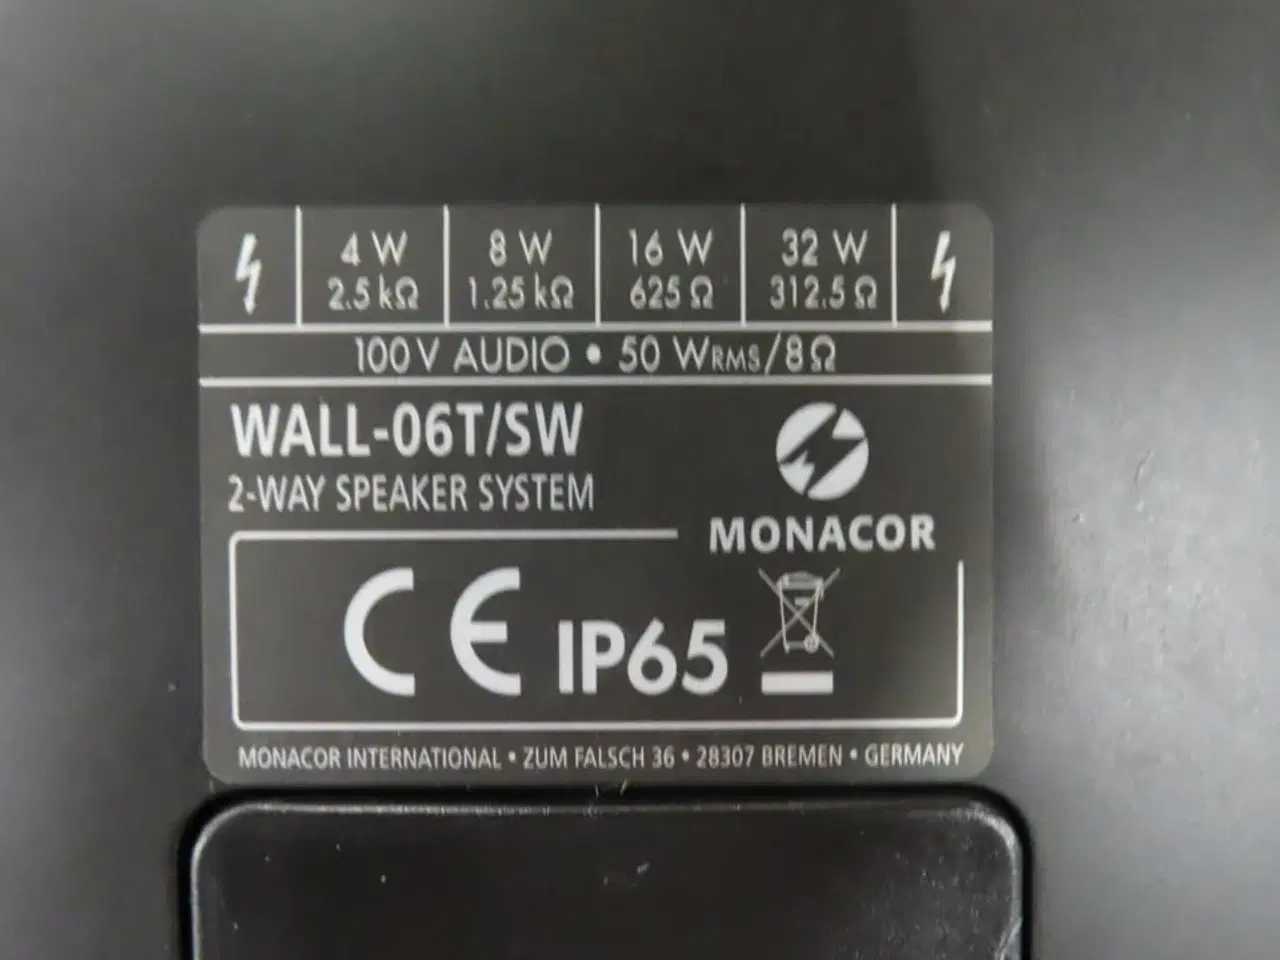 4 W 8 W 16 W 32 W
2.5 kΩ 1.25 kΩ 625 Ω 312.5 Ω
100 V AUDIO • 50 WRMS/8Ω
WALL-06T/SW
2-WAY SPEAKER SYSTEM
MONACOR
CE IP65
MONACOR INTERNATIONAL • ZUM FALSCH 36 • 28307 BREMEN • GERMANY